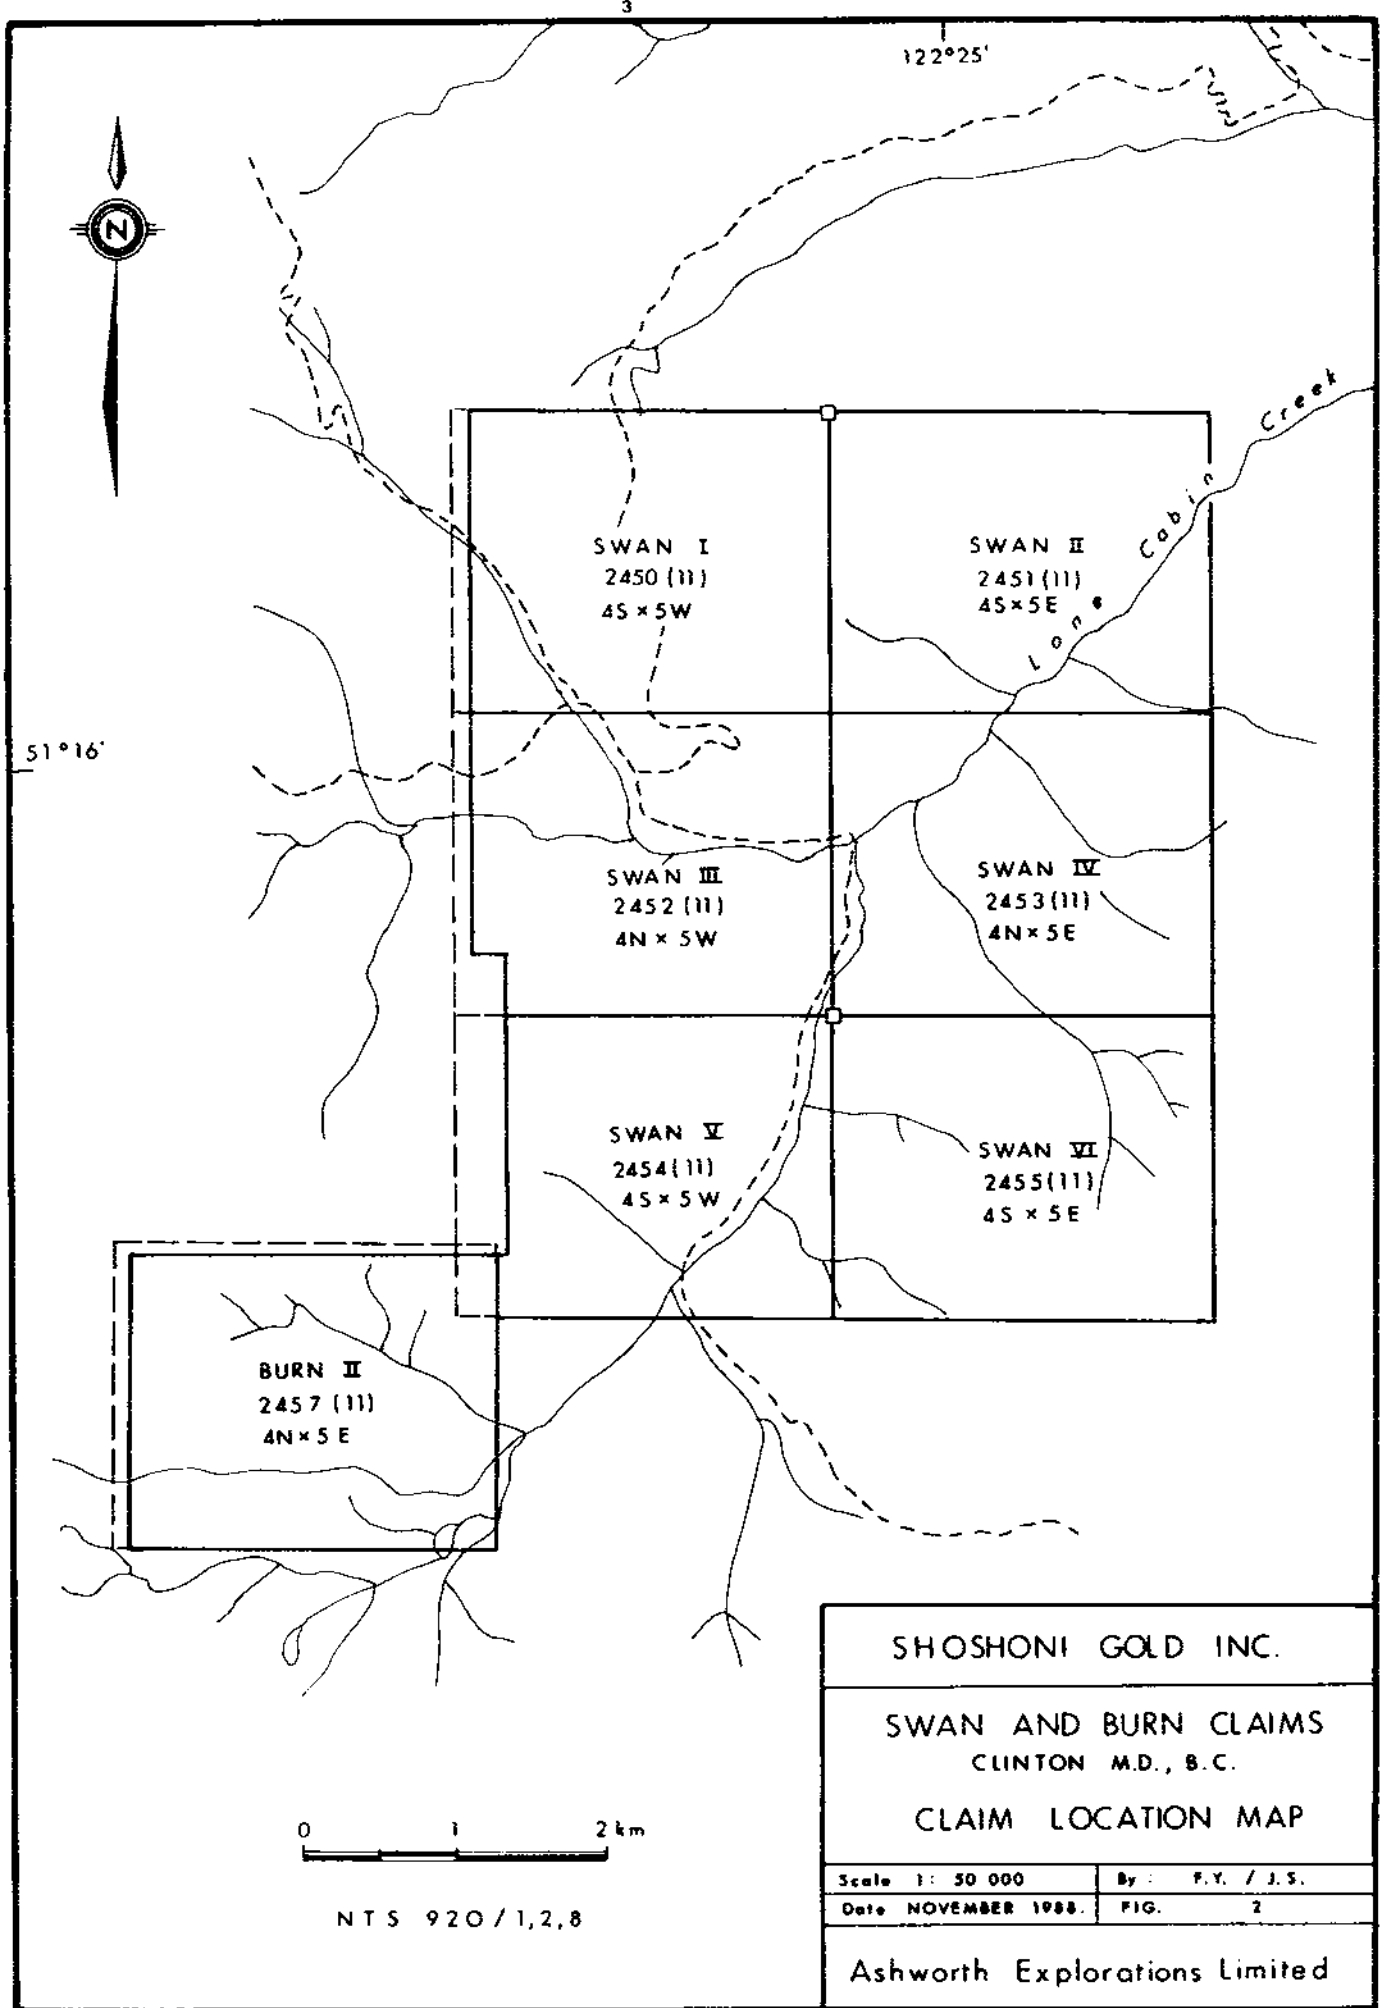 3
122°25'
N
Lone Cabin Creek
SWAN I
2450 (11)
4S × 5W
SWAN II
2451 (11)
4S × 5E
51°16'
SWAN III
2452 (11)
4N × 5W
SWAN IV
2453 (11)
4N × 5E
SWAN V
2454 (11)
4S × 5W
SWAN VI
2455 (11)
4S × 5E
BURN II
2457 (11)
4N × 5E
0 1 2 km
NTS 920/1,2,8
SHOSHONI GOLD INC.
SWAN AND BURN CLAIMS
CLINTON M.D., B.C.
CLAIM LOCATION MAP
Scale 1: 50 000 By: F.Y. / J.S.
Date NOVEMBER 1988. FIG. 2
Ashworth Explorations Limited